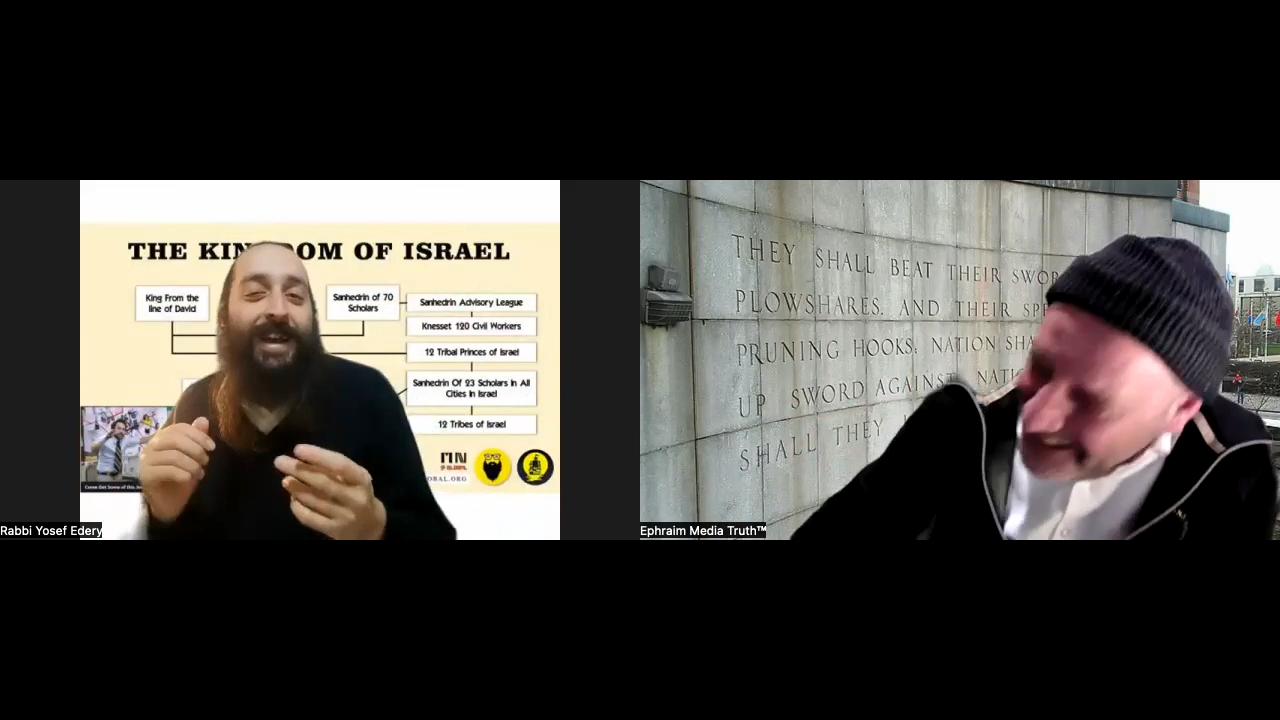 THE KINGDOM OF ISRAEL
King From the
line of David
Sanhedrin of 70
Scholars
Sanhedrin Advisory League
Knesset 120 Civil Workers
12 Tribal Princes of Israel
Sanhedrin Of 23 Scholars In All
Cities In Israel
12 Tribes of Israel
OBAL.ORG
Rabbi Yosef Edery
THEY SHALL BEAT THEIR SWOR
PLOWSHARES. AND THEIR SPE
PRUNING HOOKS: NATION SHA
UP SWORD AGAINST NATI
SHALL THEY
Ephraim Media Truth™